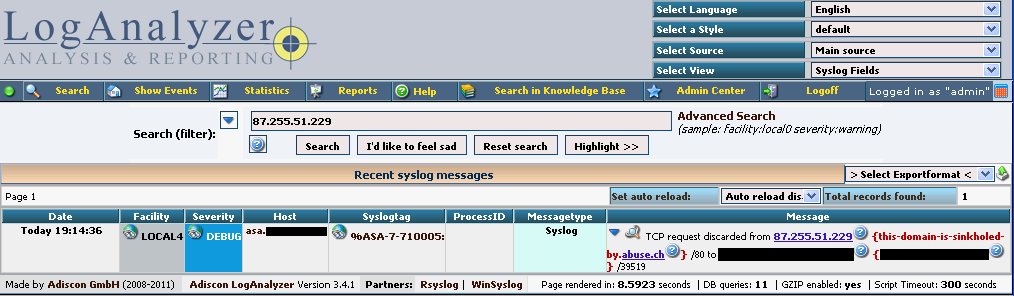 LogAnalyzer
ANALYSIS & REPORTING
Select Language English
Select a Style default
Select Source Main source
Select View Syslog Fields
Search Show Events Statistics Reports Help Search in Knowledge Base Admin Center Logoff Logged in as "admin"
Search (filter): 87.255.51.229 Advanced Search
(sample: facility:local0 severity:warning)
Search I'd like to feel sad Reset search Highlight >>
Recent syslog messages > Select Exportformat <
Page 1 Set auto reload: Auto reload dis Total records found: 1
Date Facility Severity Host Syslogtag ProcessID Messagetype Message
Today 19:14:36 LOCAL4 DEBUG asa. %ASA-7-710005: Syslog TCP request discarded from 87.255.51.229 {this-domain-is-sinkholed-
by.abuse.ch} /80 to {
} /39519
Made by Adiscon GmbH (2008-2011) Adiscon LogAnalyzer Version 3.4.1 Partners: Rsyslog | WinSyslog Page rendered in: 8.5923 seconds | DB queries: 11 | GZIP enabled: yes | Script Timeout: 300 seconds